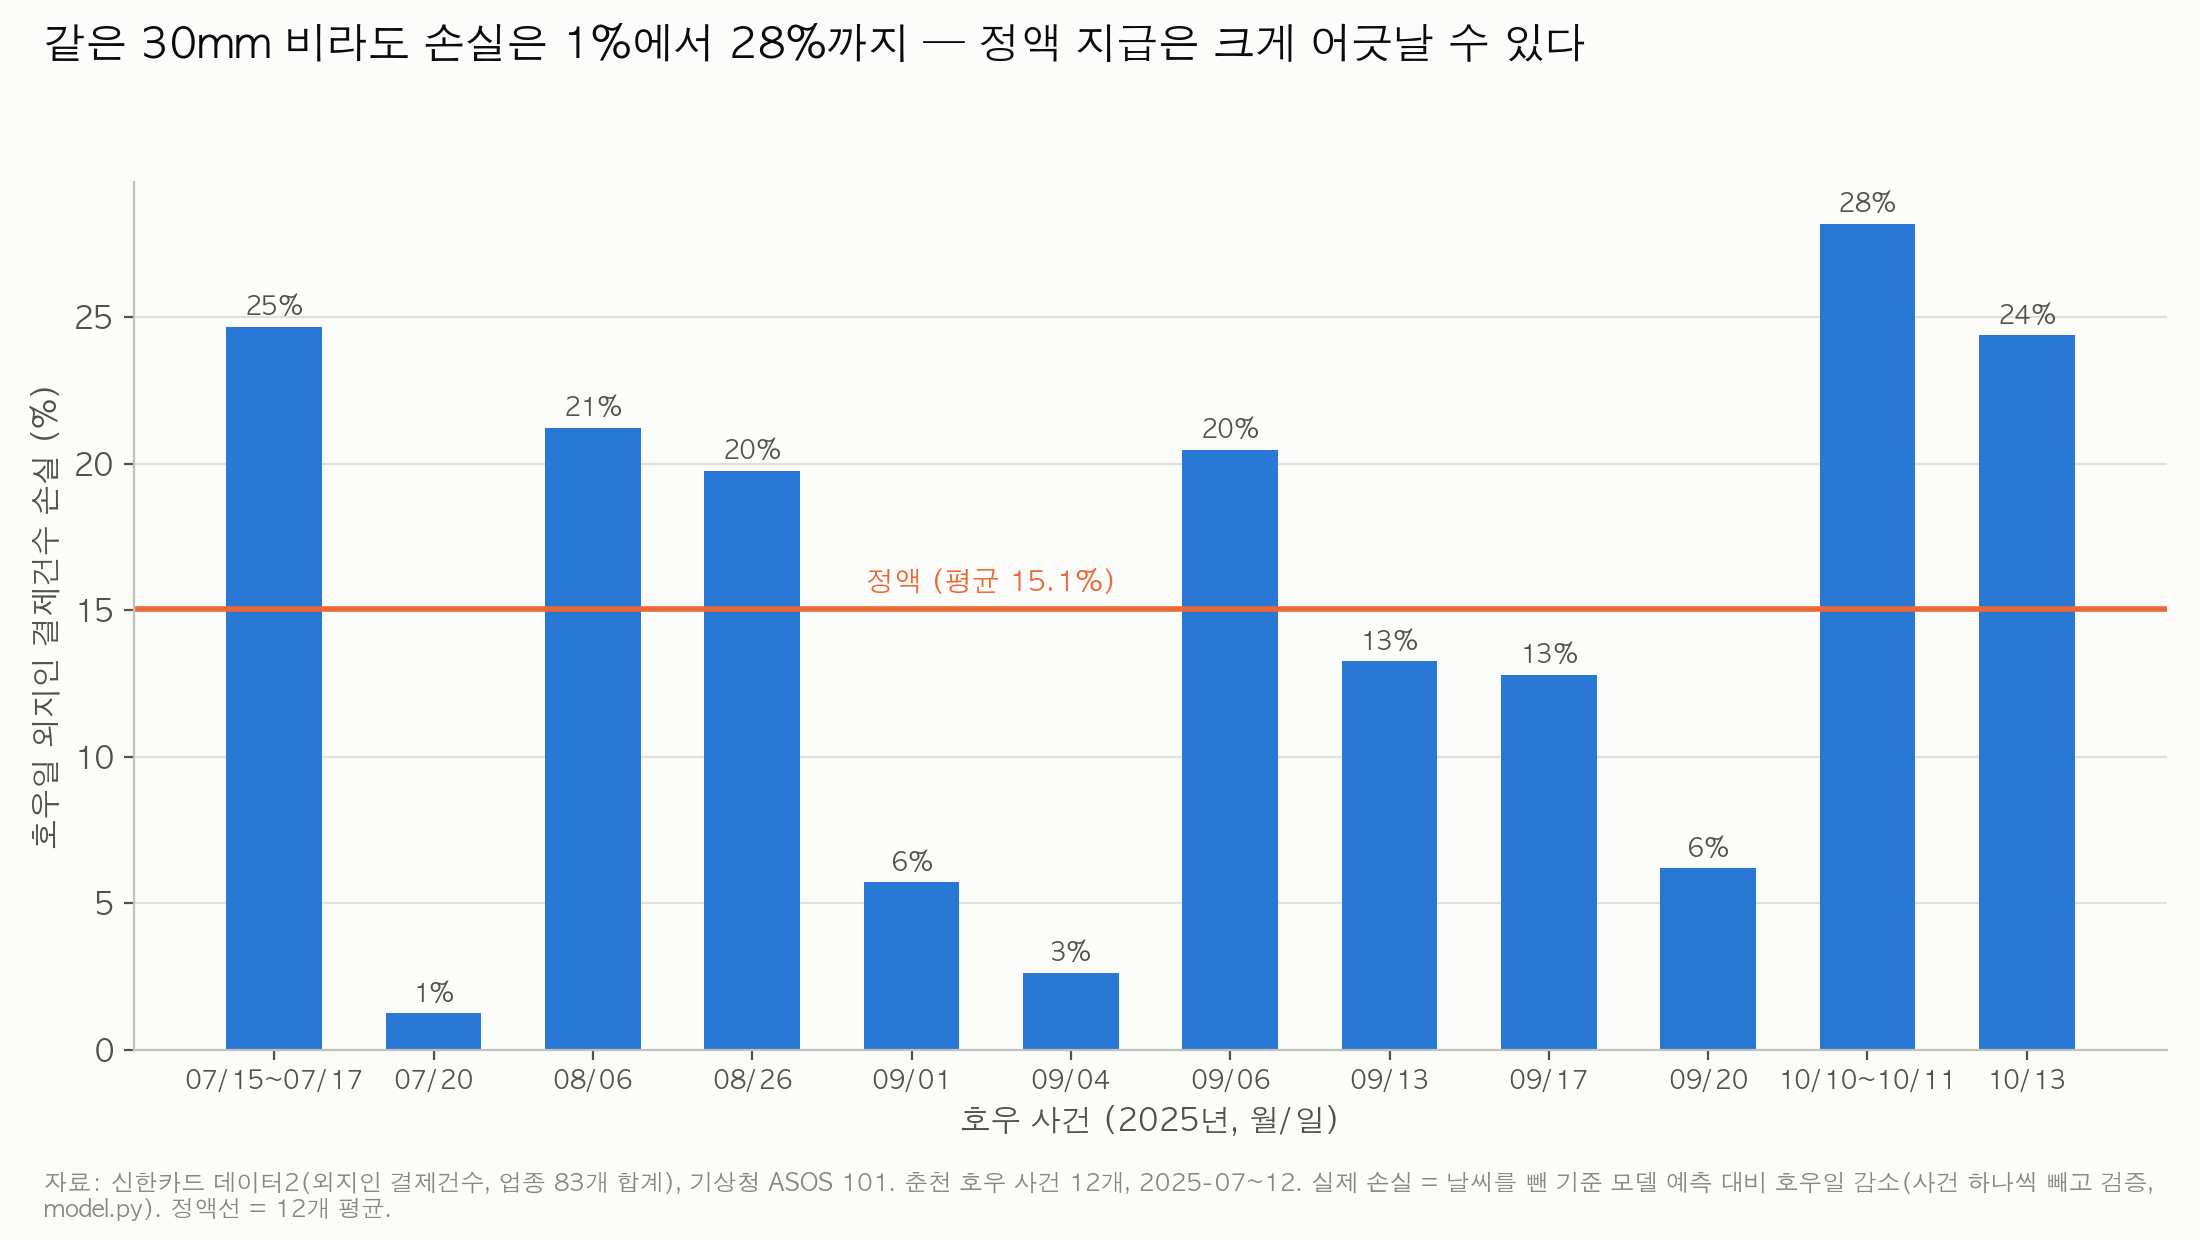 같은 30mm 비라도 손실은 1%에서 28%까지 — 정액 지급은 크게 어긋날 수 있다
호우일 외지인 결제건수 손실 (%)
25
20
15
10
5
0
25%
1%
21%
20%
6%
3%
20%
13%
13%
6%
28%
24%
정액 (평균 15.1%)
07/15~07/17 07/20 08/06 08/26 09/01 09/04 09/06 09/13 09/17 09/20 10/10~10/11 10/13
호우 사건 (2025년, 월/일)
자료: 신한카드 데이터2(외지인 결제건수, 업종 83개 합계), 기상청 ASOS 101. 춘천 호우 사건 12개, 2025-07~12. 실제 손실 = 날씨를 뺀 기준 모델 예측 대비 호우일 감소(사건 하나씩 빼고 검증,
model.py). 정액선 = 12개 평균.